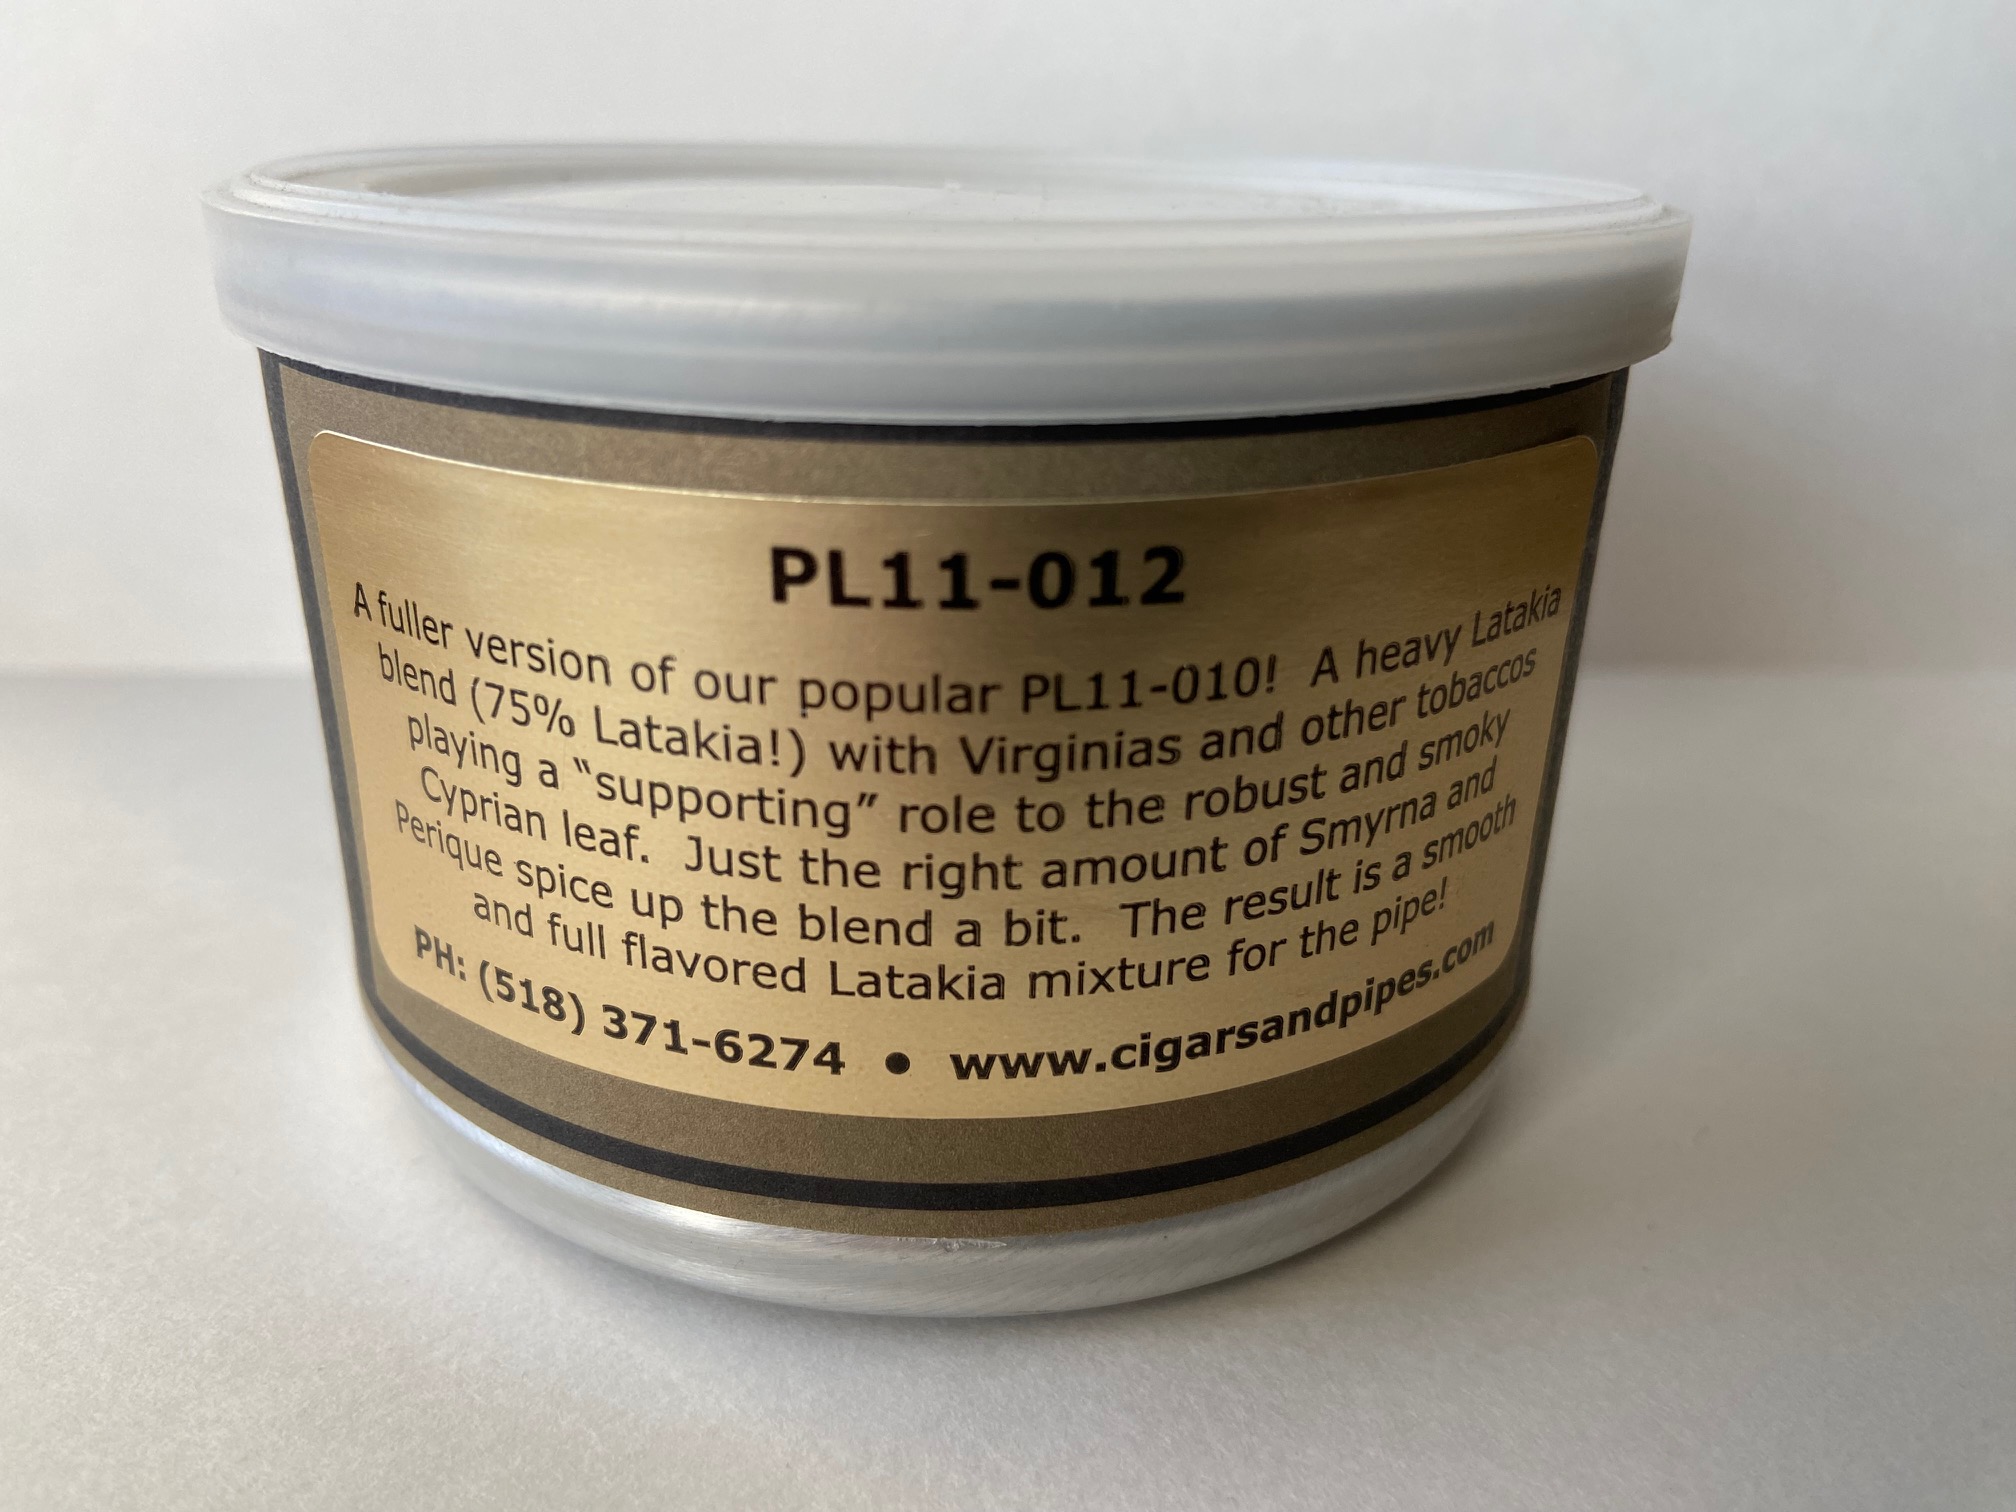 PL11-012
A fuller version of our popular PL11-010!  A heavy Latakia
blend (75% Latakia!) with Virginias and other tobaccos
playing a “supporting” role to the robust and smoky
Cyprian leaf.  Just the right amount of Smyrna and
Perique spice up the blend a bit.  The result is a smooth
and full flavored Latakia mixture for the pipe!
PH: (518) 371-6274 • www.cigarsandpipes.com